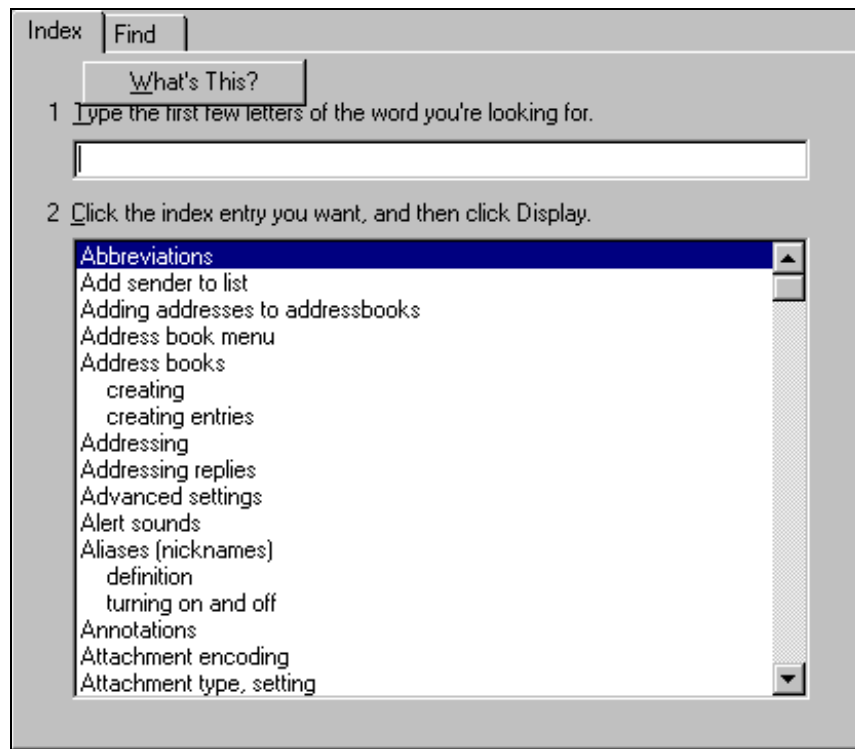 Index Find
What's This?
1 Type the first few letters of the word you're looking for.
2 Click the index entry you want, and then click Display.
Abbreviations
Add sender to list
Adding addresses to addressbooks
Address book menu
Address books
creating
creating entries
Addressing
Addressing replies
Advanced settings
Alert sounds
Aliases (nicknames)
definition
turning on and off
Annotations
Attachment encoding
Attachment type, setting